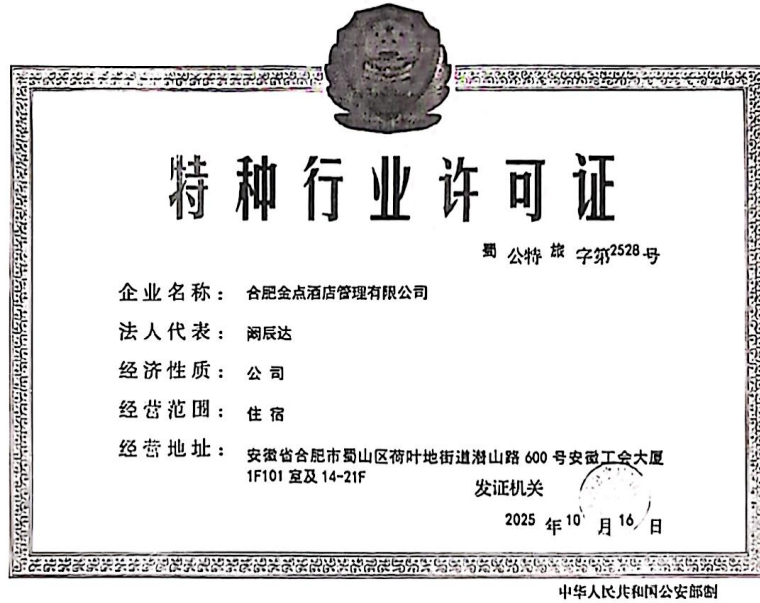 特种行业许可证
蜀 公特 旅 字第2528号
企业名称：合肥金点酒店管理有限公司
法人代表：阚辰达
经济性质：公司
经营范围：住宿
经营地址：安徽省合肥市蜀山区荷叶地街道潜山路 600 号安徽工会大厦
1F101 室及 14-21F
发证机关
2025 年 10 月 16 日
中华人民共和国公安部制